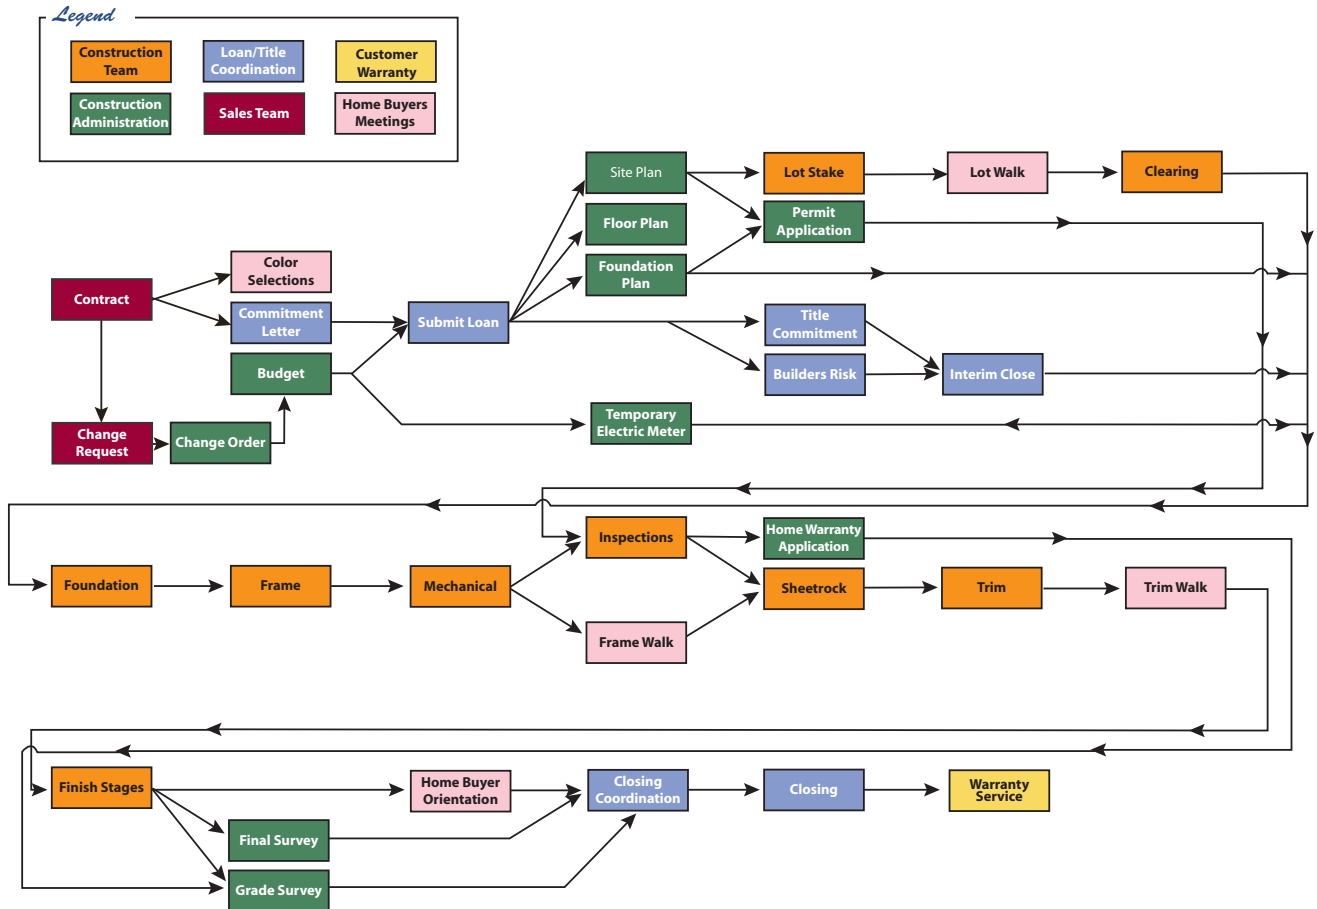 Legend
Construction
Team
Loan/Title
Coordination
Customer
Warranty
Construction
Administration
Sales Team
Home Buyers
Meetings
Site Plan
Lot Stake
Lot Walk
Clearing
Floor Plan
Permit
Application
Color
Selections
Foundation
Plan
Contract
Commitment
Letter
Submit Loan
Title
Commitment
Budget
Builders Risk
Interim Close
Temporary
Electric Meter
Change
Request
Change Order
Inspections
Home Warranty
Application
Foundation
Frame
Mechanical
Sheetrock
Trim
Trim Walk
Frame Walk
Finish Stages
Home Buyer
Orientation
Closing
Coordination
Closing
Warranty
Service
Final Survey
Grade Survey